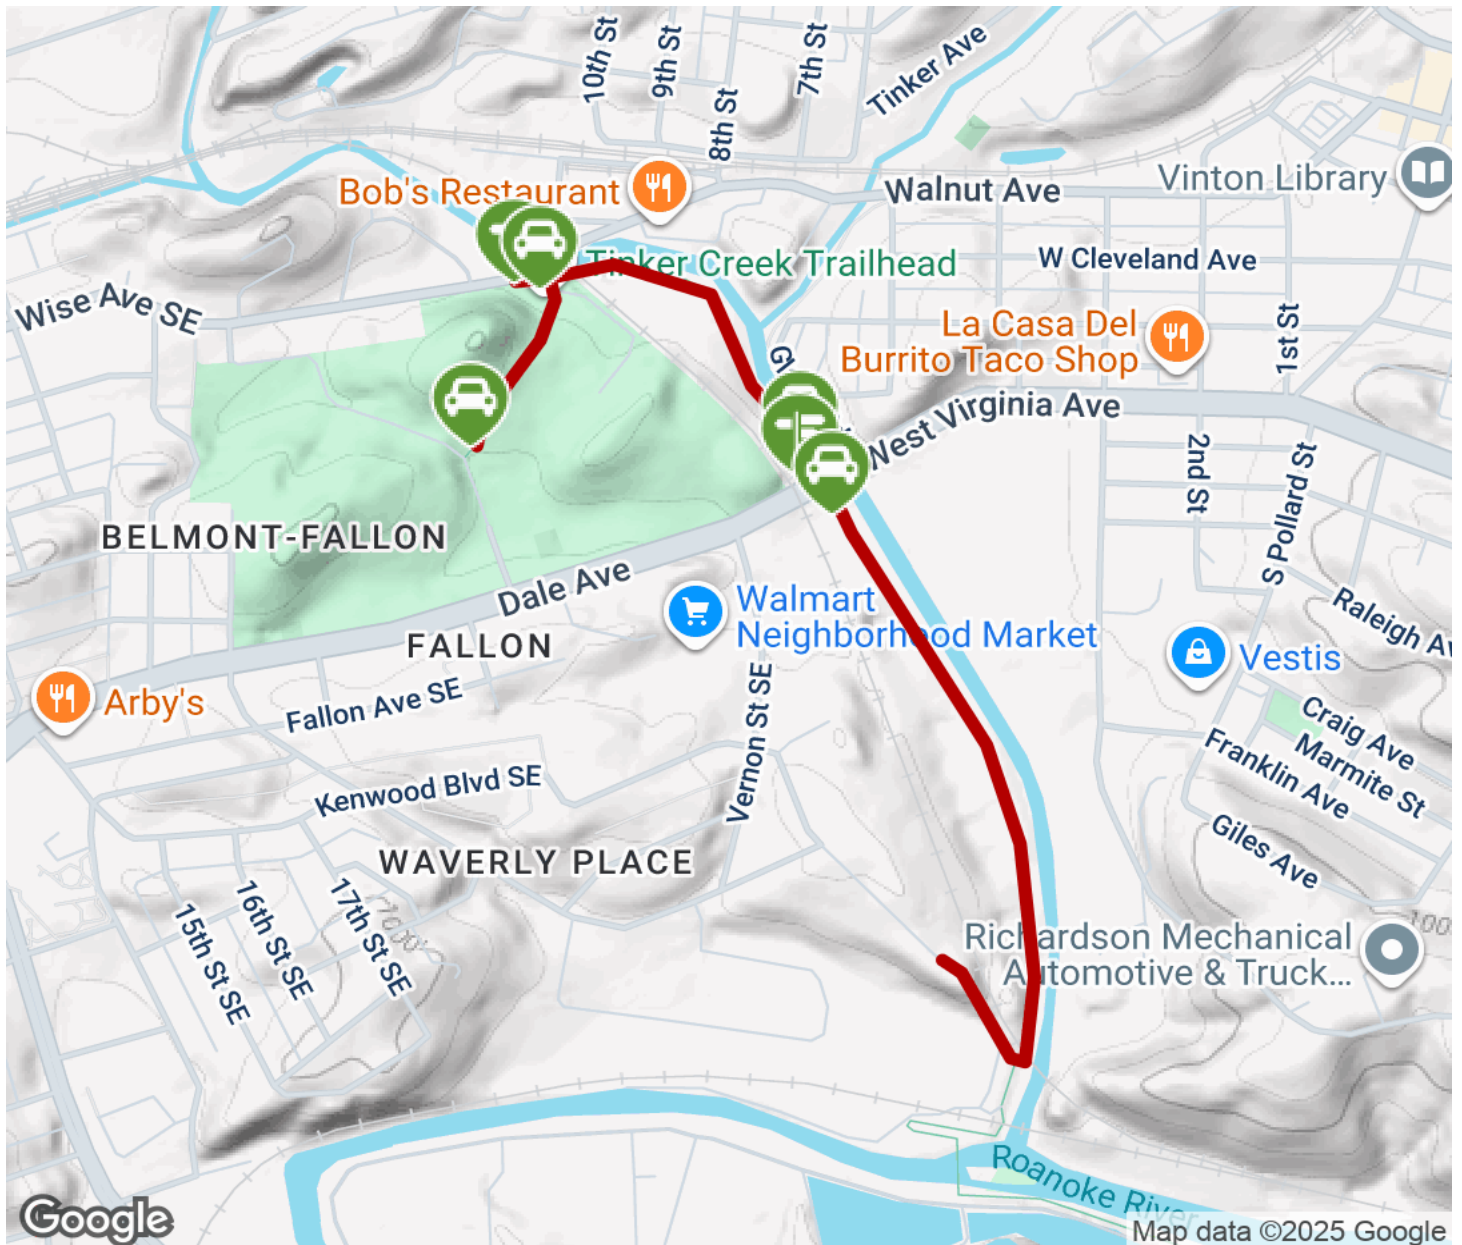 10th St
9th St
8th St
7th St
Tinker Ave
Bob's Restaurant
Walnut Ave
Vinton Library
Tinker Creek Trailhead
W Cleveland Ave
Wise Ave SE
La Casa Del
Burrito Taco Shop
1st St
West Virginia Ave
2nd St
S Pollard St
BELMONT-FALLON
Dale Ave
FALLON
Walmart
Neighborhood Market
Vestis
Arby's
Fallon Ave SE
Vernon St SE
Craig Ave
Marmite St
Franklin Ave
Kenwood Blvd SE
Giles Ave
WAVERLY PLACE
15th St SE
16th St SE
17th St SE
1000'
Richardson Mechanical
Automotive & Truck...
Roanoke River
Google
Map data ©2025 Google